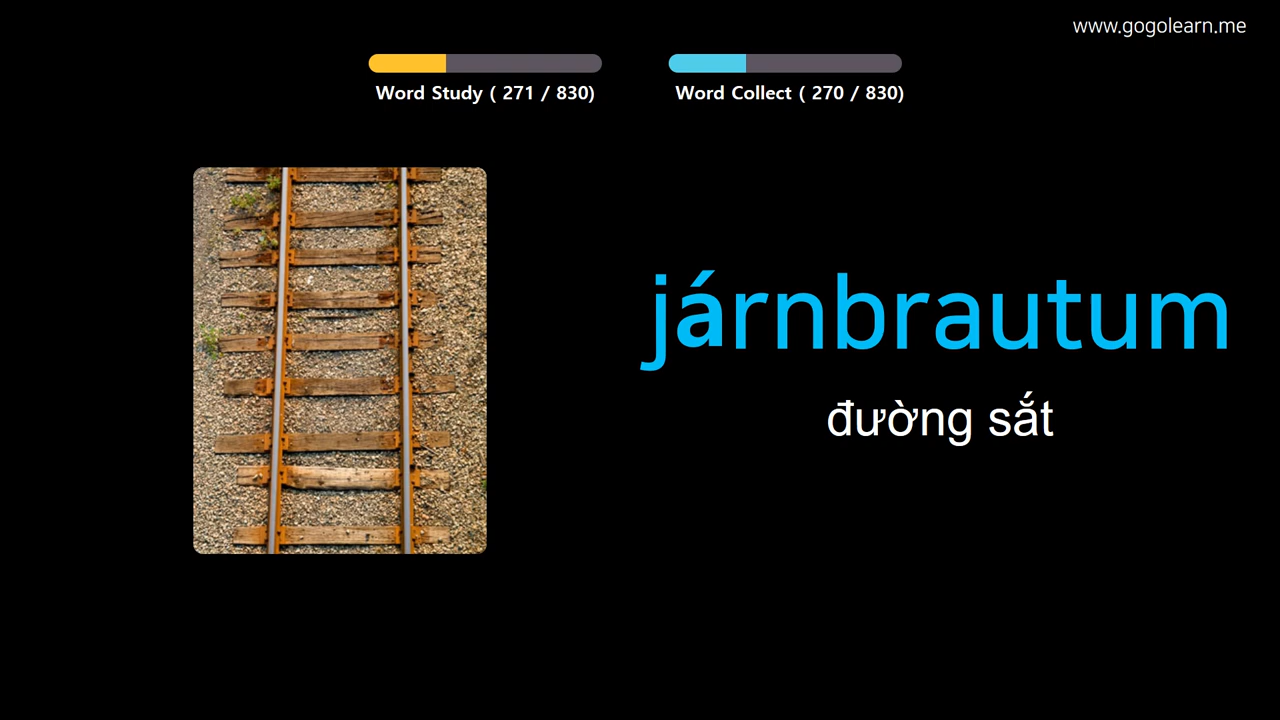 www.gogolearn.me
Word Study ( 271 / 830)
Word Collect ( 270 / 830)
járnbrautum
đường sắt